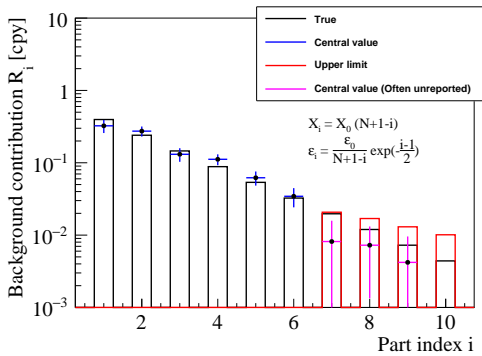 Background contribution R_i [cpy]
10
1
10^-1
10^-2
10^-3
True
Central value
Upper limit
Central value (Often unreported)
X_i = X_0 (N+1-i)
ε_i = ε_0/(N+1-i) exp(-(i-1)/2)
2 4 6 8 10
Part index i